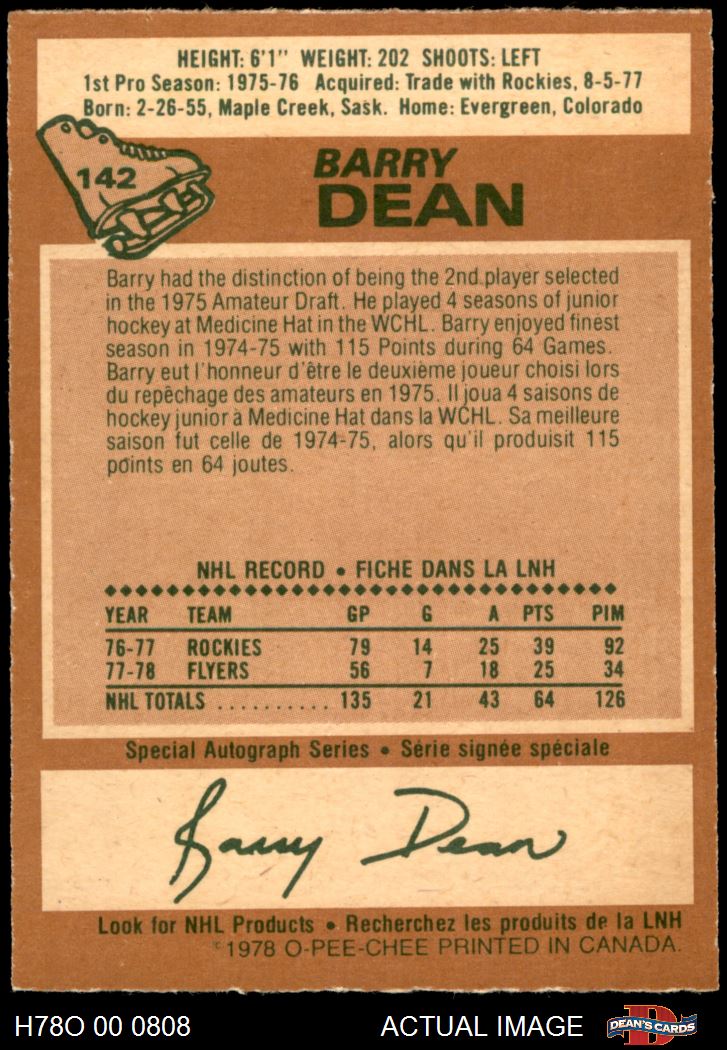 HEIGHT: 6'1" WEIGHT: 202 SHOOTS: LEFT
1st Pro Season: 1975-76 Acquired: Trade with Rockies, 8-5-77
Born: 2-26-55, Maple Creek, Sask. Home: Evergreen, Colorado
142
BARRY
DEAN
Barry had the distinction of being the 2nd player selected
in the 1975 Amateur Draft. He played 4 seasons of junior
hockey at Medicine Hat in the WCHL. Barry enjoyed finest
season in 1974-75 with 115 Points during 64 Games.
Barry eut l'honneur d'être le deuxième joueur choisi lors
du repêchage des amateurs en 1975. Il joua 4 saisons de
hockey junior à Medicine Hat dans la WCHL. Sa meilleure
saison fut celle de 1974-75, alors qu'il produisit 115
points en 64 joutes.
NHL RECORD • FICHE DANS LA LNH
YEAR TEAM GP G A PTS PIM
76-77 ROCKIES 79 14 25 39 92
77-78 FLYERS 56 7 18 25 34
NHL TOTALS .......... 135 21 43 64 126
Special Autograph Series • Série signée spéciale
Barry Dean
Look for NHL Products • Recherchez les produits de la LNH
© 1978 O-PEE-CHEE PRINTED IN CANADA.
H78O 00 0808 ACTUAL IMAGE D DEAN'S CARDS